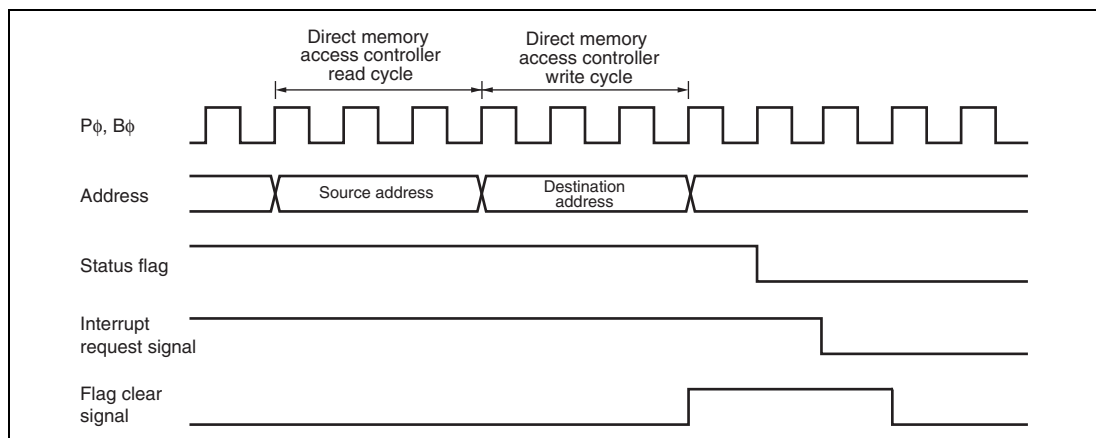 Direct memory
access controller
read cycle
Direct memory
access controller
write cycle
Pϕ, Bϕ
Address
Source address
Destination
address
Status flag
Interrupt
request signal
Flag clear
signal